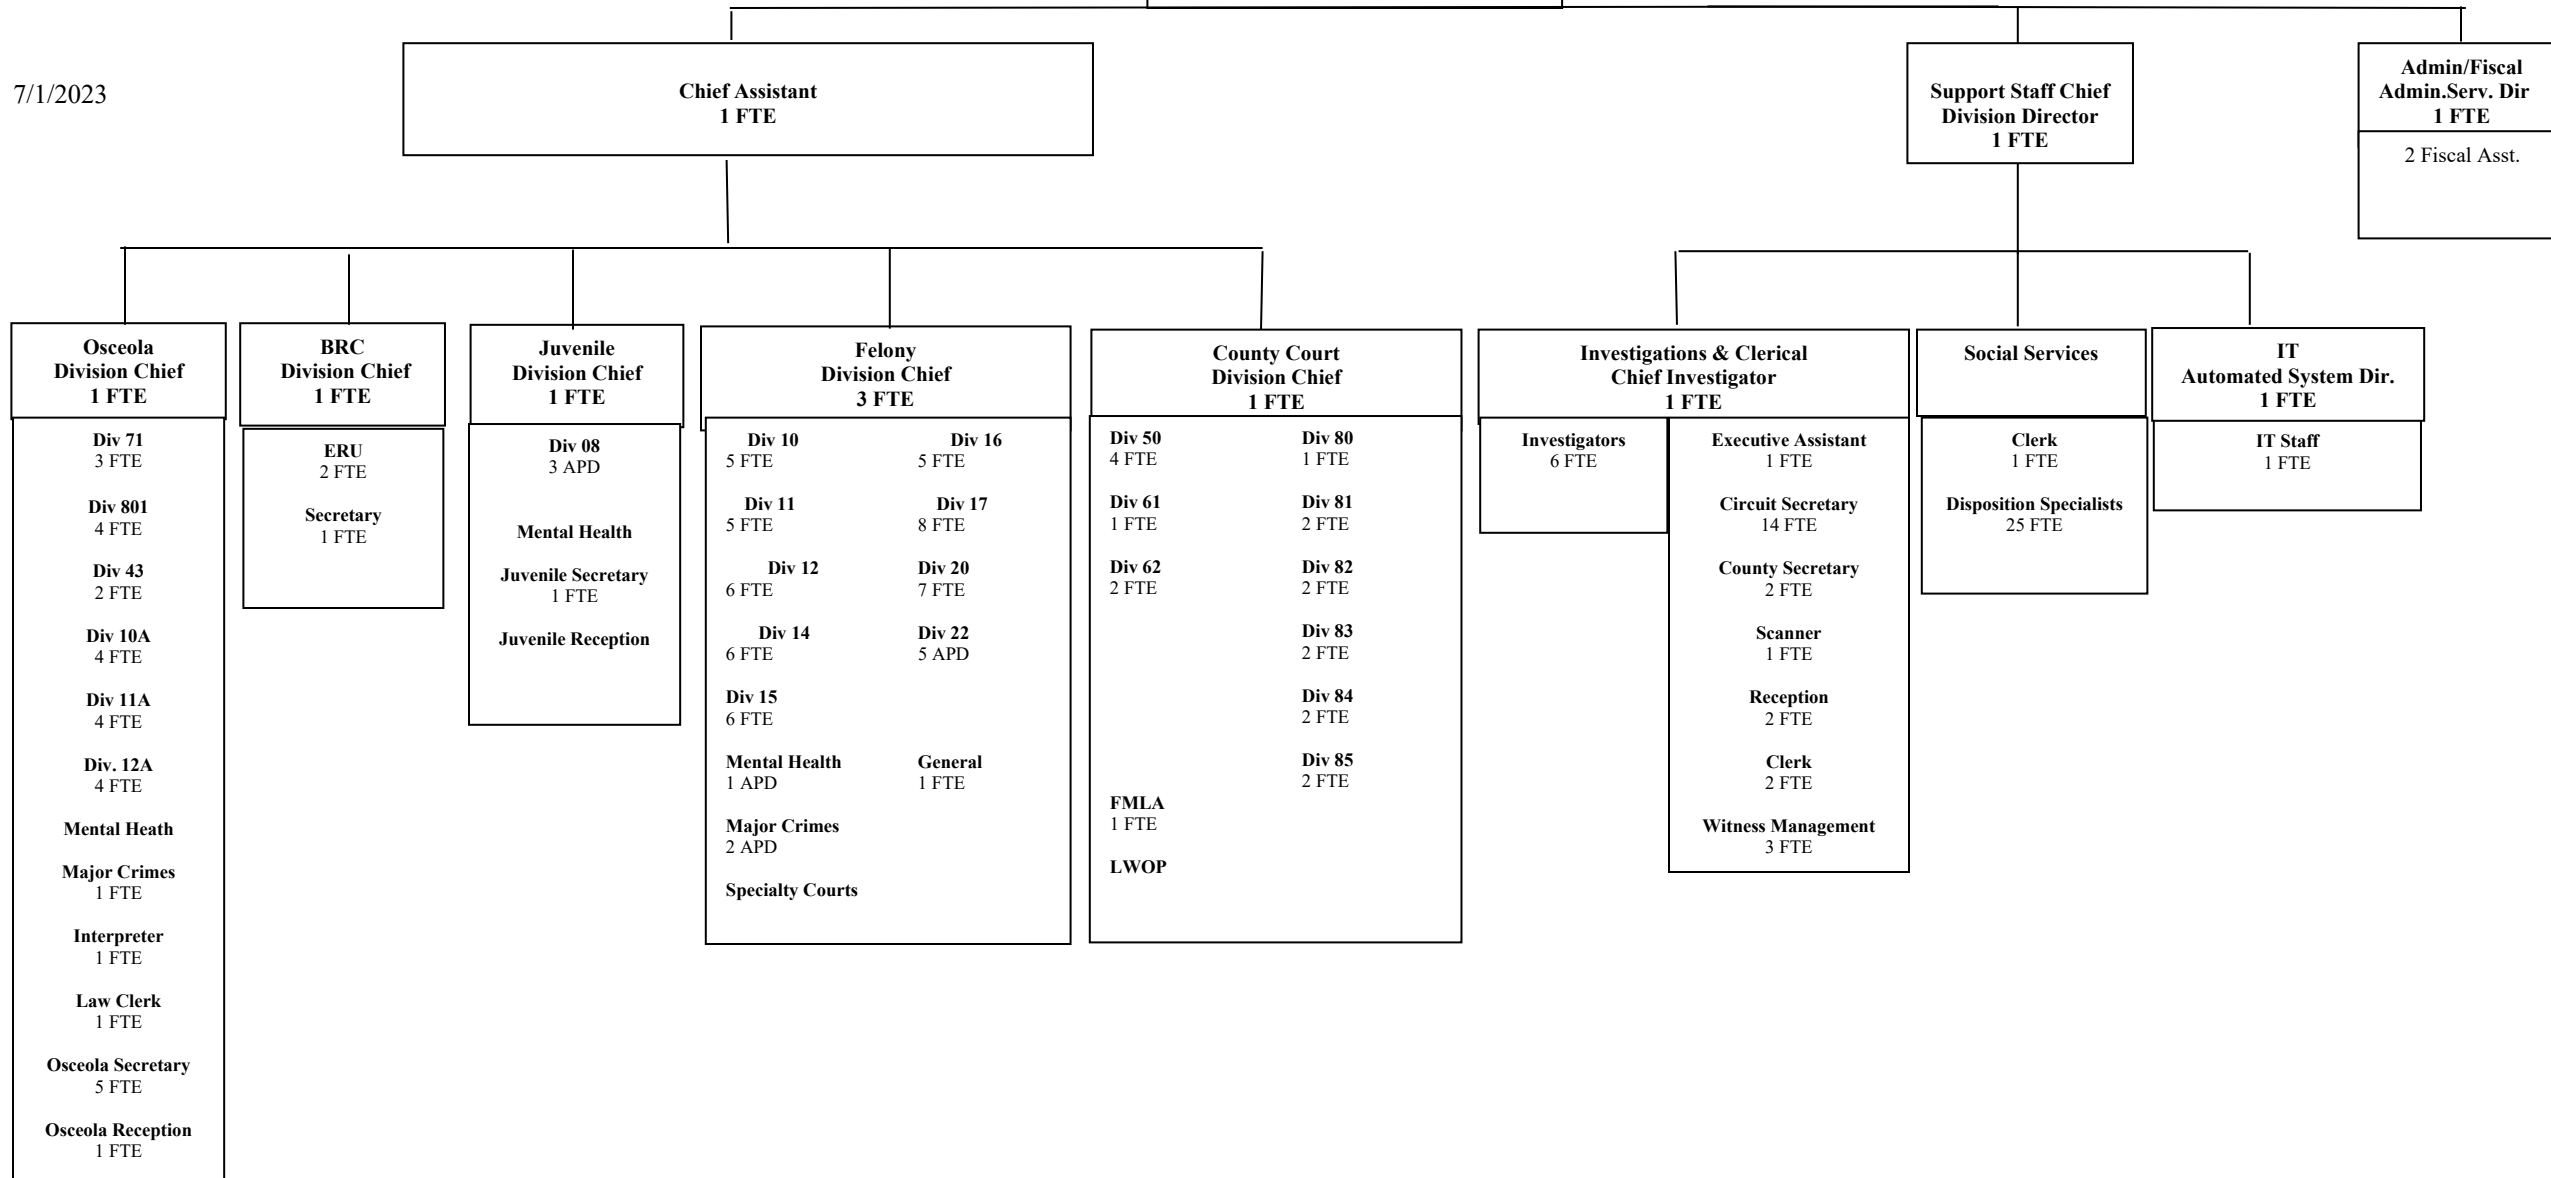 7/1/2023
Chief Assistant
1 FTE
Support Staff Chief
Division Director
1 FTE
Admin/Fiscal
Admin.Serv. Dir
1 FTE
2 Fiscal Asst.
Osceola
Division Chief
1 FTE
Div 71
3 FTE
Div 801
4 FTE
Div 43
2 FTE
Div 10A
4 FTE
Div 11A
4 FTE
Div. 12A
4 FTE
Mental Heath
Major Crimes
1 FTE
Interpreter
1 FTE
Law Clerk
1 FTE
Osceola Secretary
5 FTE
Osceola Reception
1 FTE
BRC
Division Chief
1 FTE
ERU
2 FTE
Secretary
1 FTE
Juvenile
Division Chief
1 FTE
Div 08
3 APD
Mental Health
Juvenile Secretary
1 FTE
Juvenile Reception
Felony
Division Chief
3 FTE
Div 10
5 FTE
Div 11
5 FTE
Div 12
6 FTE
Div 14
6 FTE
Div 15
6 FTE
Mental Health
1 APD
Major Crimes
2 APD
Specialty Courts
Div 16
5 FTE
Div 17
8 FTE
Div 20
7 FTE
Div 22
5 APD
General
1 FTE
County Court
Division Chief
1 FTE
Div 50
4 FTE
Div 61
1 FTE
Div 62
2 FTE
FMLA
1 FTE
LWOP
Div 80
1 FTE
Div 81
2 FTE
Div 82
2 FTE
Div 83
2 FTE
Div 84
2 FTE
Div 85
2 FTE
Investigations & Clerical
Chief Investigator
1 FTE
Investigators
6 FTE
Executive Assistant
1 FTE
Circuit Secretary
14 FTE
County Secretary
2 FTE
Scanner
1 FTE
Reception
2 FTE
Clerk
2 FTE
Witness Management
3 FTE
Social Services
Clerk
1 FTE
Disposition Specialists
25 FTE
IT
Automated System Dir.
1 FTE
IT Staff
1 FTE